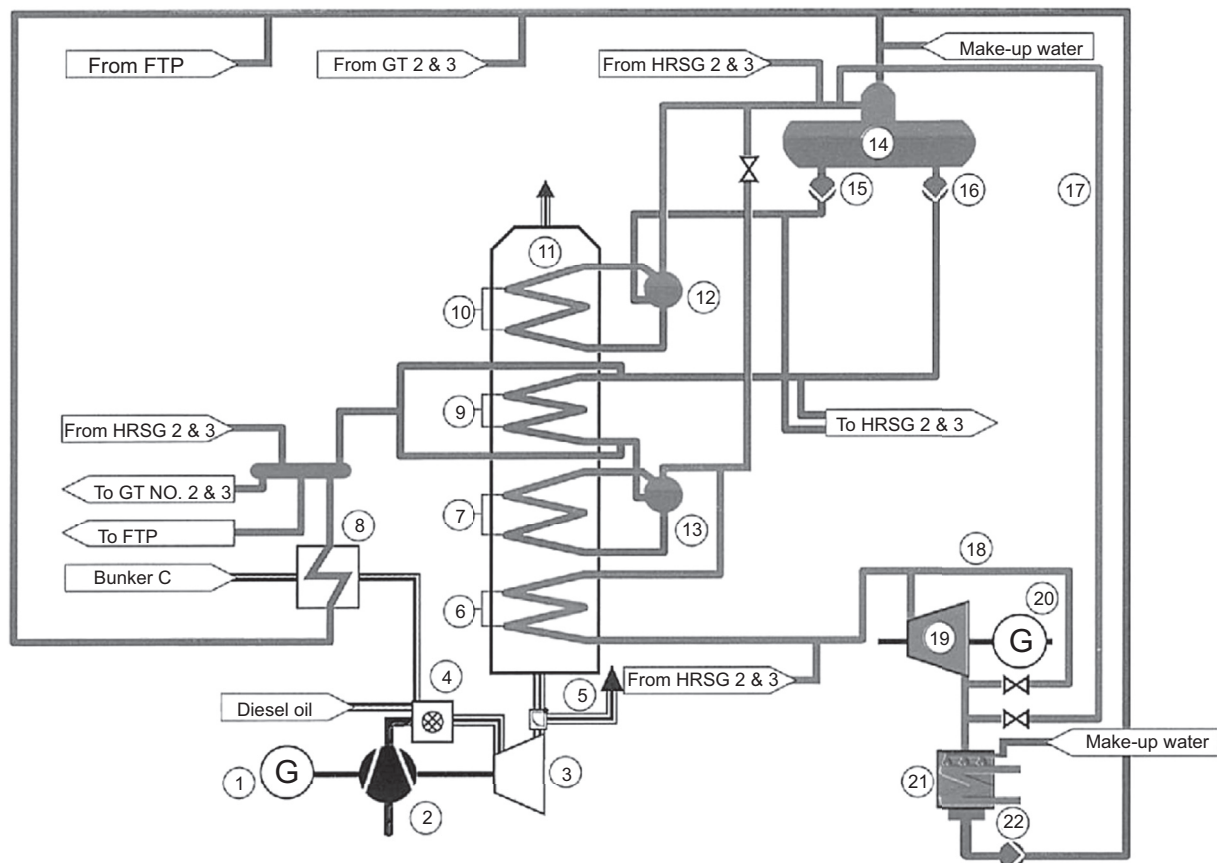 From FTP
From GT 2 & 3
From HRSG 2 & 3
Make-up water
14
15
16
17
11
12
10
9
From HRSG 2 & 3
To HRSG 2 & 3
To GT NO. 2 & 3
To FTP
8
7
13
Bunker C
18
6
20
19
G
From HRSG 2 & 3
4
5
Diesel oil
Make-up water
1
G
3
21
2
22